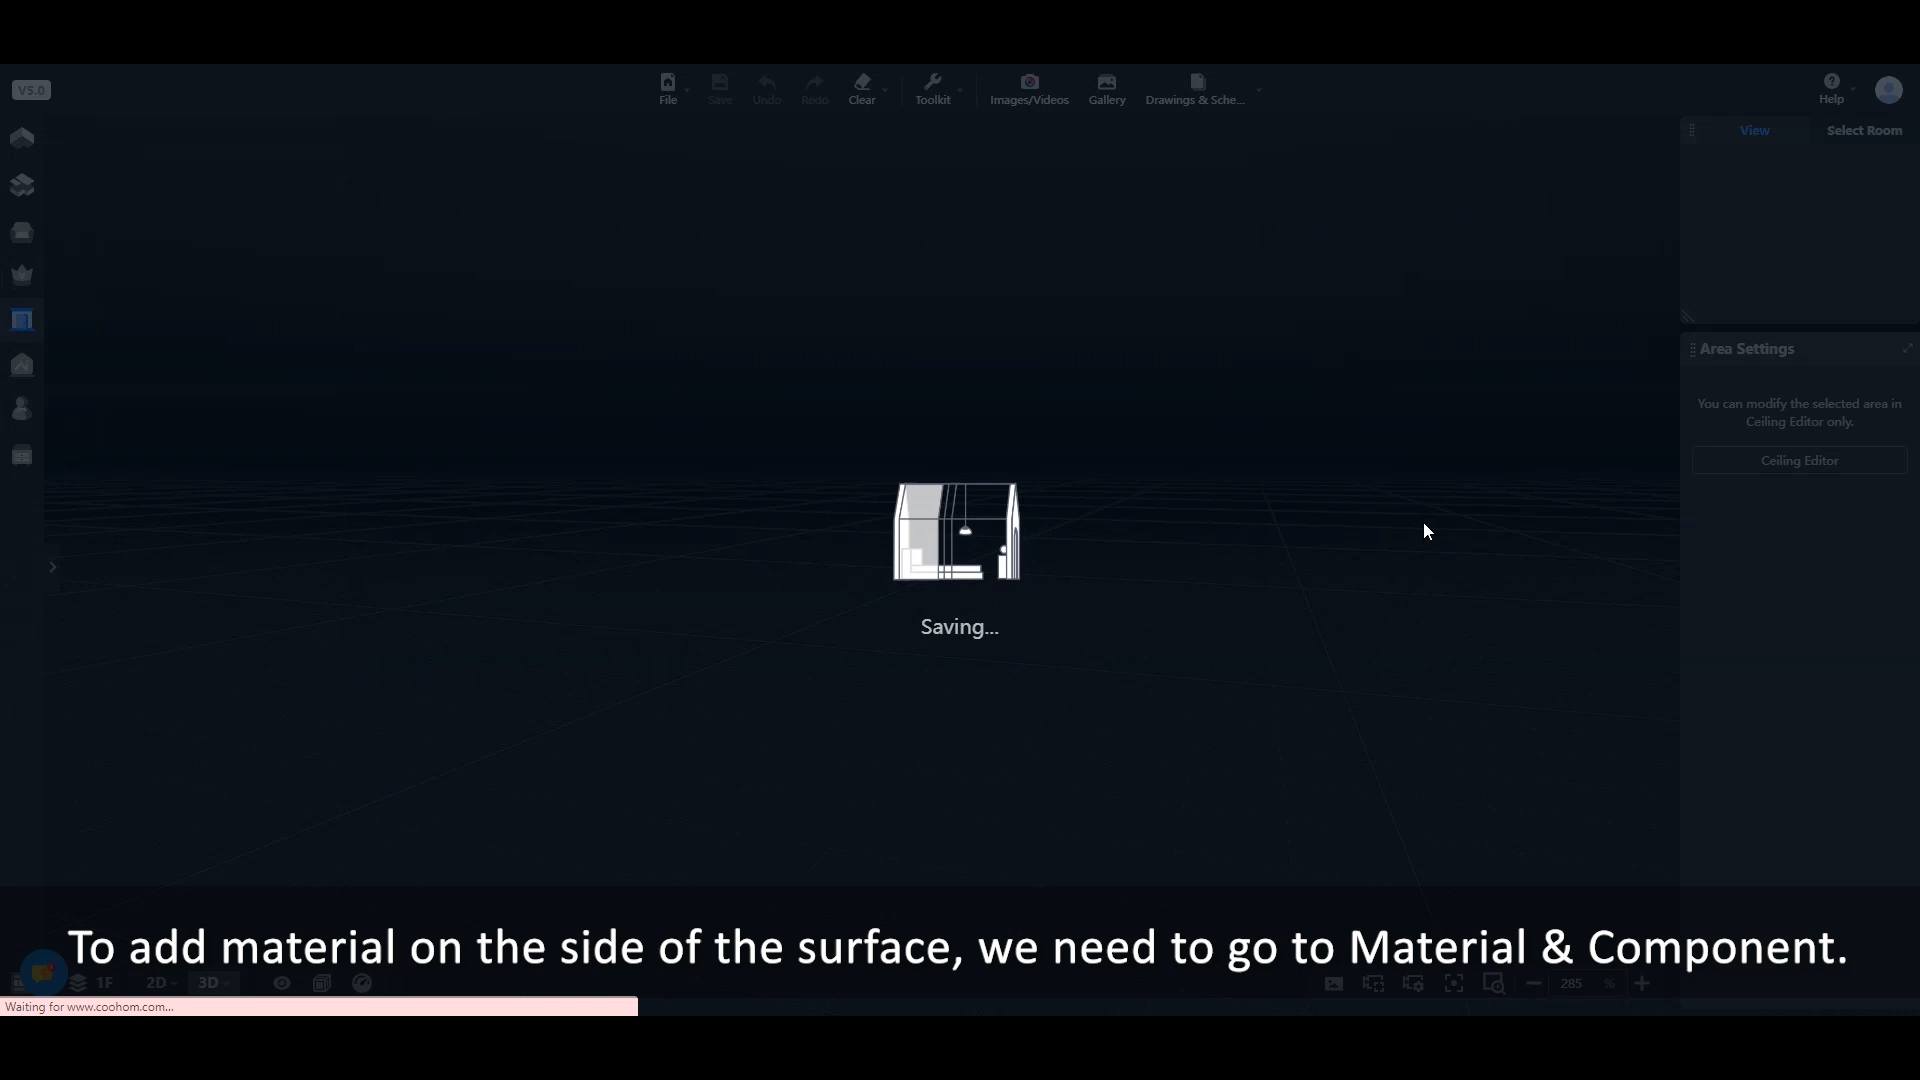 V5.0
File
Save
Undo
Redo
Clear
Toolkit
Images/Videos
Gallery
Drawings & Sche...
Help
View
Select Room
Area Settings
You can modify the selected area in
Ceiling Editor only.
Ceiling Editor
Saving...
To add material on the side of the surface, we need to go to Material & Component.
1F
2D
3D
285
%
Waiting for www.coohom.com...